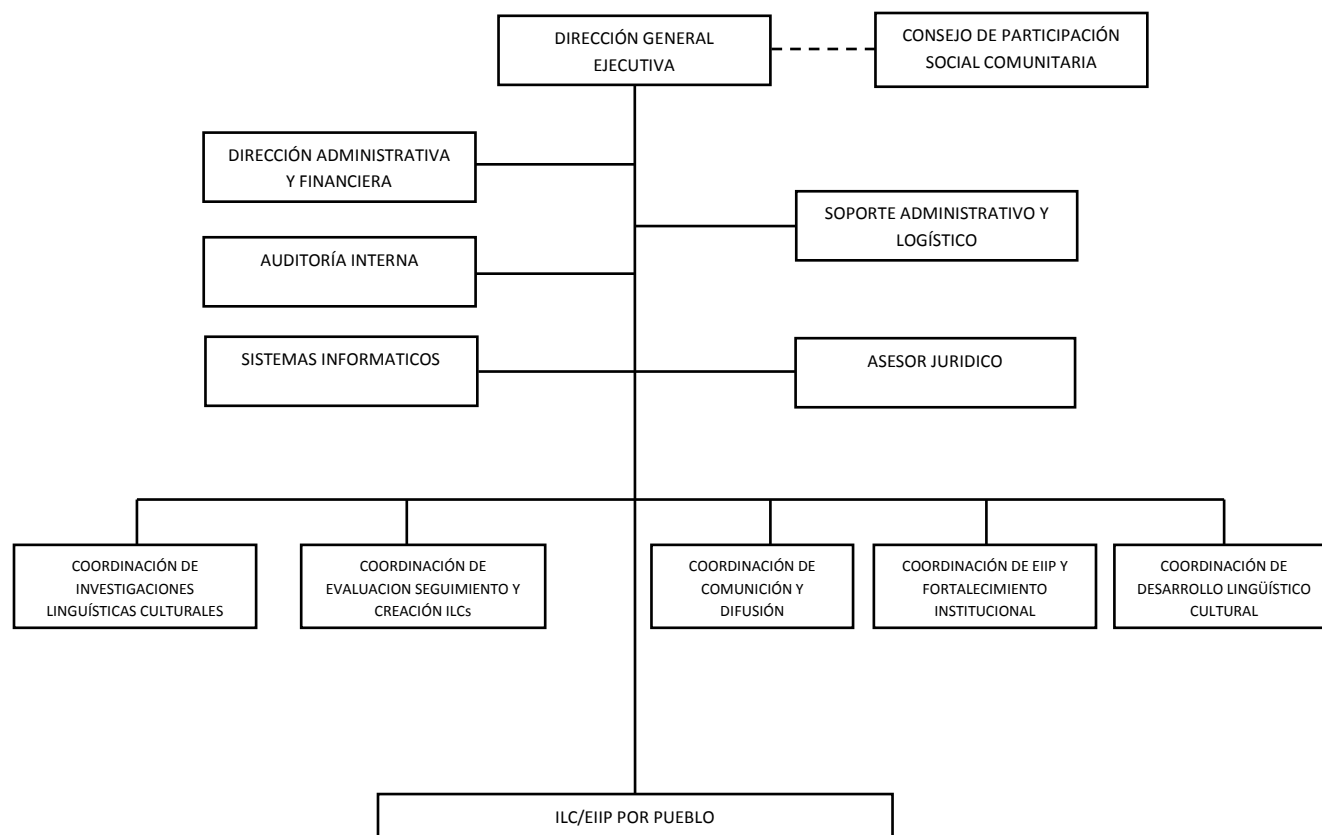 DIRECCIÓN GENERAL
EJECUTIVA
CONSEJO DE PARTICIPACIÓN
SOCIAL COMUNITARIA
DIRECCIÓN ADMINISTRATIVA
Y FINANCIERA
SOPORTE ADMINISTRATIVO Y
LOGÍSTICO
AUDITORÍA INTERNA
SISTEMAS INFORMATICOS
ASESOR JURIDICO
COORDINACIÓN DE
INVESTIGACIONES
LINGUÍSTICAS CULTURALES
COORDINACIÓN DE
EVALUACION SEGUIMIENTO Y
CREACIÓN ILCs
COORDINACIÓN DE
COMUNICIÓN Y
DIFUSIÓN
COORDINACIÓN DE EIIP Y
FORTALECIMIENTO
INSTITUCIONAL
COORDINACIÓN DE
DESARROLLO LINGÜÍSTICO
CULTURAL
ILC/EIIP POR PUEBLO